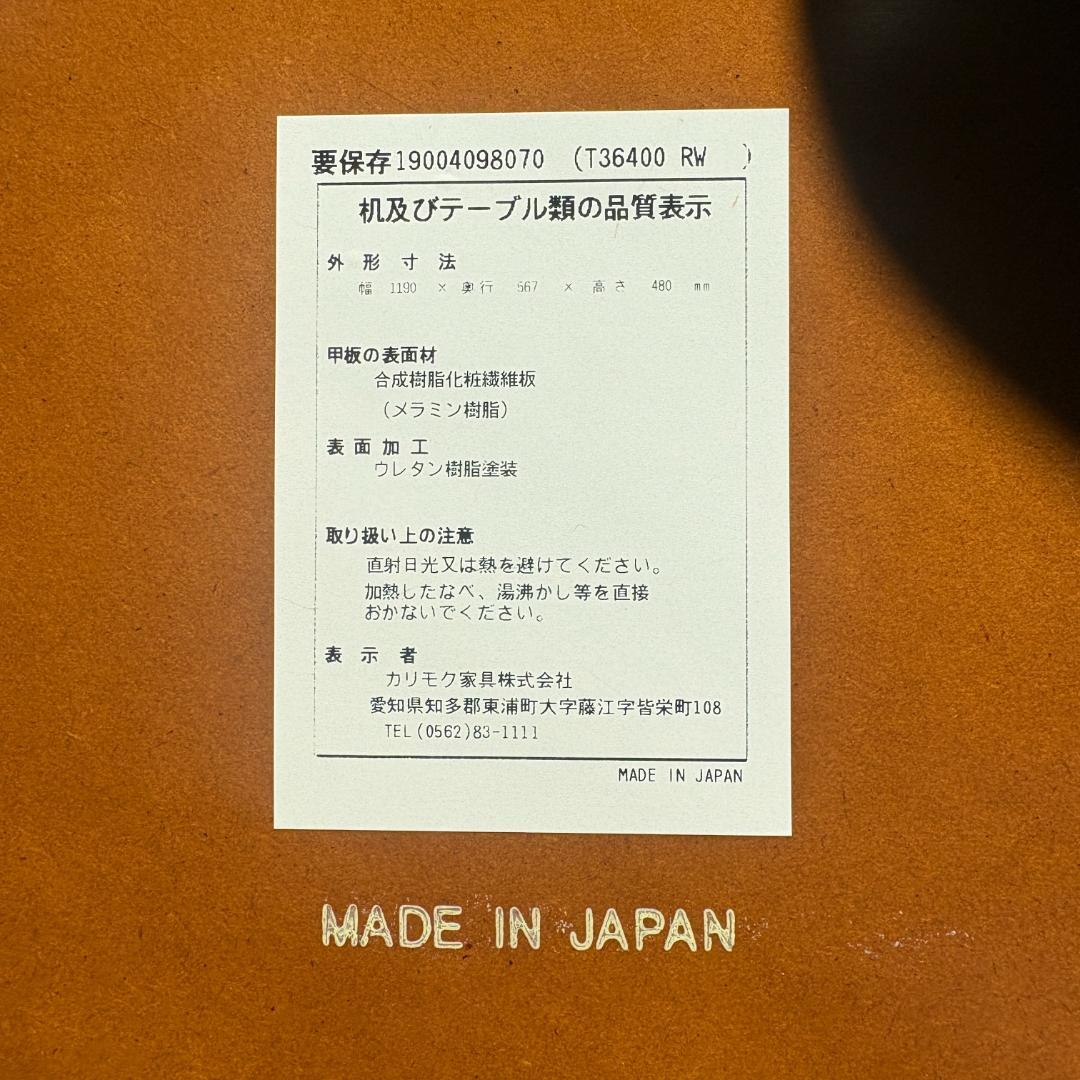 要保存19004098070 (T36400 RW )
机及びテーブル類の品質表示
外形寸法
幅 1190 × 奥行 567 × 高さ 480 mm
甲板の表面材
合成樹脂化粧繊維板
(メラミン樹脂)
表面加工
ウレタン樹脂塗装
取り扱い上の注意
直射日光又は熱を避けてください。
加熱したなべ、湯沸かし等を直接
おかないでください。
表示者
カリモク家具株式会社
愛知県知多郡東浦町大字藤江字皆栄町108
TEL(0562)83-1111
MADE IN JAPAN
MADE IN JAPAN